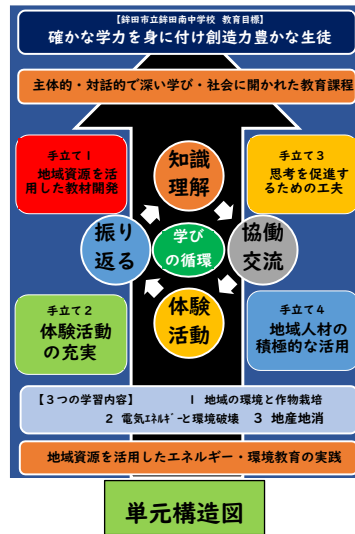 【鉾田市立鉾田南中学校 教育目標】
確かな学力を身に付け創造力豊かな生徒
主体的・対話的で深い学び・社会に開かれた教育課程
手立て1
地域資源を活
用した教材開発
知識
理解
手立て3
思考を促進す
るための工夫
振り
返る
学び
の循環
協働
交流
手立て2
体験活動
の充実
体験
活動
手立て4
地域人材の
積極的な活用
【3つの学習内容】 1 地域の環境と作物栽培
2 電気エネルギーと環境破壊 3 地産地消
地域資源を活用したエネルギー・環境教育の実践
単元構造図